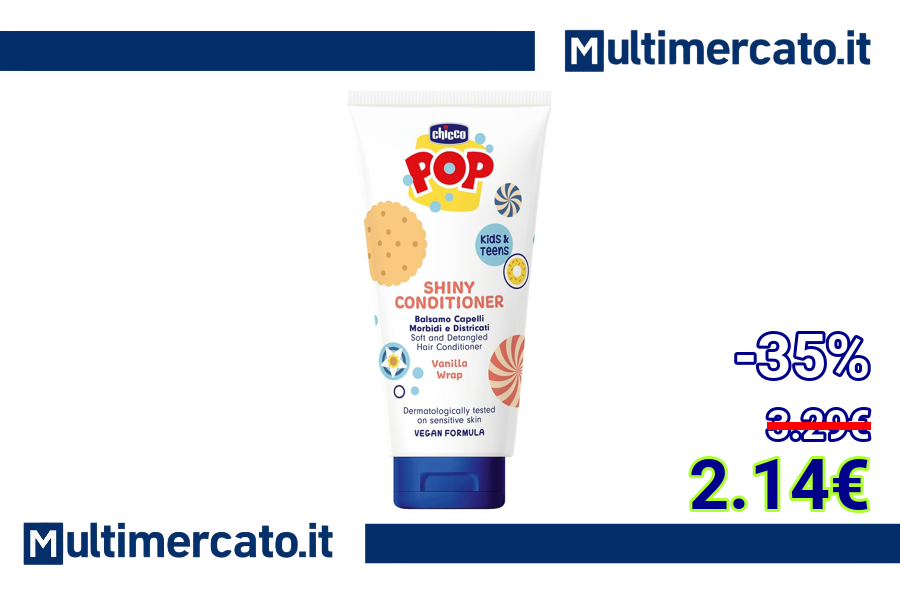 Multimercato.it
chicco
POP
Kids &
Teens
SHINY
CONDITIONER
Balsamo Capelli
Morbidi e Districati
Soft and Detangled
Hair Conditioner
Vanilla
Wrap
Dermatologically tested
on sensitive skin
VEGAN FORMULA
-35%
3.29€
2.14€
Multimercato.it